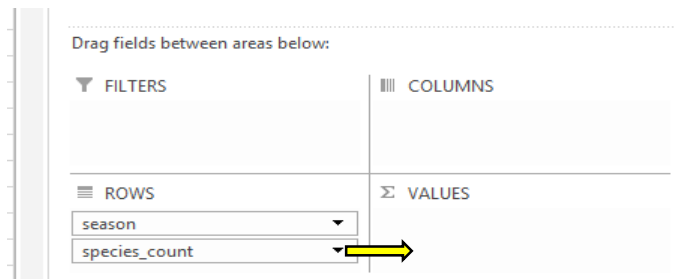 Drag fields between areas below:
FILTERS
COLUMNS
ROWS
Σ VALUES
season
species_count